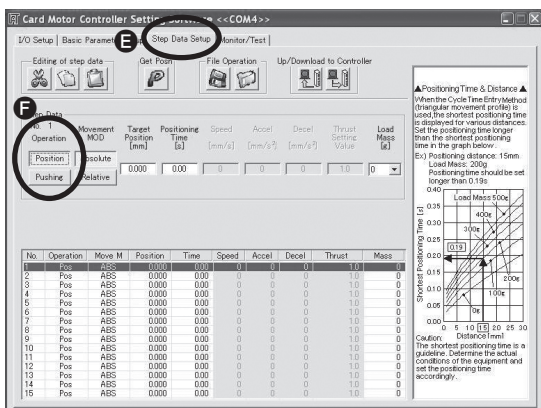 Card Motor Controller Setting Software <<COM4>>
I/O Setup
Basic Paramet
E
Step Data Setup
Monitor/Test
Editing of step data
Get Posn
File Operation
Up/Download to Controller
F
Step Data
No. 1
Operation
Movement MOD
Target Position [mm]
Positioning Time [s]
Speed [mm/s]
Accel [mm/s²]
Decel [mm/s²]
Thrust Setting Value
Load Mass [g]
Position
Absolute
0.000
0.00
0
0
0
1.0
0
Pushing
Relative
No. Operation Move M Position Time Speed Accel Decel Thrust Mass
1 Pos ABS 0.000 0.00 0 0 0 1.0 0
2 Pos ABS 0.000 0.00 0 0 0 1.0 0
3 Pos ABS 0.000 0.00 0 0 0 1.0 0
4 Pos ABS 0.000 0.00 0 0 0 1.0 0
5 Pos ABS 0.000 0.00 0 0 0 1.0 0
6 Pos ABS 0.000 0.00 0 0 0 1.0 0
7 Pos ABS 0.000 0.00 0 0 0 1.0 0
8 Pos ABS 0.000 0.00 0 0 0 1.0 0
9 Pos ABS 0.000 0.00 0 0 0 1.0 0
10 Pos ABS 0.000 0.00 0 0 0 1.0 0
11 Pos ABS 0.000 0.00 0 0 0 1.0 0
12 Pos ABS 0.000 0.00 0 0 0 1.0 0
13 Pos ABS 0.000 0.00 0 0 0 1.0 0
14 Pos ABS 0.000 0.00 0 0 0 1.0 0
15 Pos ABS 0.000 0.00 0 0 0 1.0 0
▲Positioning Time & Distance▲
When the Cycle Time Entry Method
(triangular movement profile) is
used,the shortest positioning time
is displayed for various distances.
Set the positioning time longer
than the shortest positioning
time in the graph below.
Ex) Positioning distance: 15mm
Load Mass: 200g
Positioning time should be set
longer than 0.19s
Shortest Positioning Time [s]
0.40
0.35
0.30
0.25
0.20
0.15
0.10
0.05
0.00
0.19
Load Mass 500g
400g
300g
200g
100g
0g
0 5 10 15 20 25 30
Distance [mm]
Caution:
The shortest positioning time is a
guideline. Determine the actual
conditions of the equipment and
set the positioning time
accordingly.